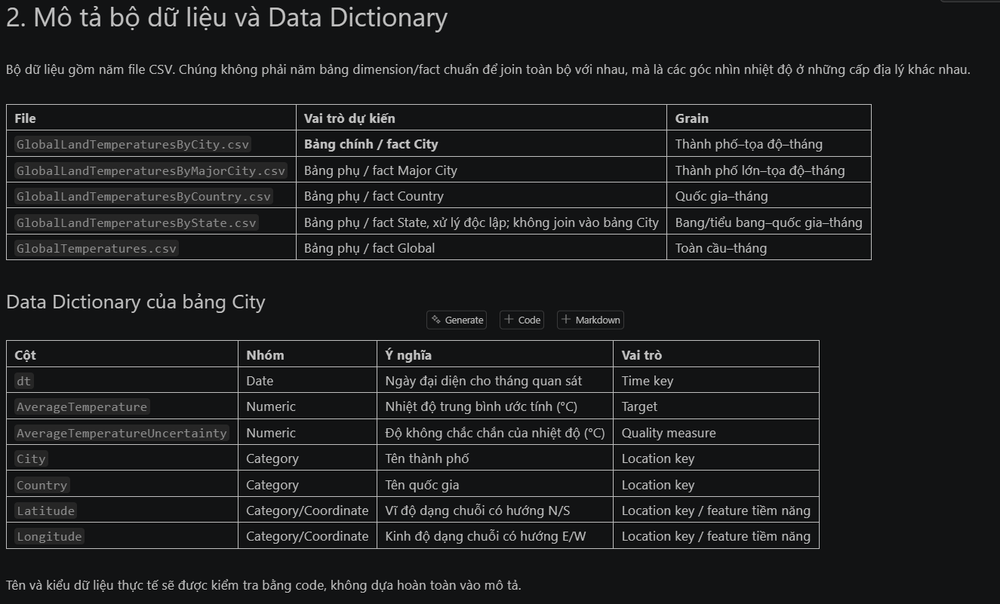 2. Mô tả bộ dữ liệu và Data Dictionary
Bộ dữ liệu gồm năm file CSV. Chúng không phải năm bảng dimension/fact chuẩn để join toàn bộ với nhau, mà là các góc nhìn nhiệt độ ở những cấp địa lý khác nhau.
File Vai trò dự kiến Grain
GlobalLandTemperaturesByCity.csv Bảng chính / fact City Thành phố–tọa độ–tháng
GlobalLandTemperaturesByMajorCity.csv Bảng phụ / fact Major City Thành phố lớn–tọa độ–tháng
GlobalLandTemperaturesByCountry.csv Bảng phụ / fact Country Quốc gia–tháng
GlobalLandTemperaturesByState.csv Bảng phụ / fact State, xử lý độc lập; không join vào bảng City Bang/tiểu bang–quốc gia–tháng
GlobalTemperatures.csv Bảng phụ / fact Global Toàn cầu–tháng
Data Dictionary của bảng City
Generate Code Markdown
Cột Nhóm Ý nghĩa Vai trò
dt Date Ngày đại diện cho tháng quan sát Time key
AverageTemperature Numeric Nhiệt độ trung bình ước tính (°C) Target
AverageTemperatureUncertainty Numeric Độ không chắc chắn của nhiệt độ (°C) Quality measure
City Category Tên thành phố Location key
Country Category Tên quốc gia Location key
Latitude Category/Coordinate Vĩ độ dạng chuỗi có hướng N/S Location key / feature tiềm năng
Longitude Category/Coordinate Kinh độ dạng chuỗi có hướng E/W Location key / feature tiềm năng
Tên và kiểu dữ liệu thực tế sẽ được kiểm tra bằng code, không dựa hoàn toàn vào mô tả.